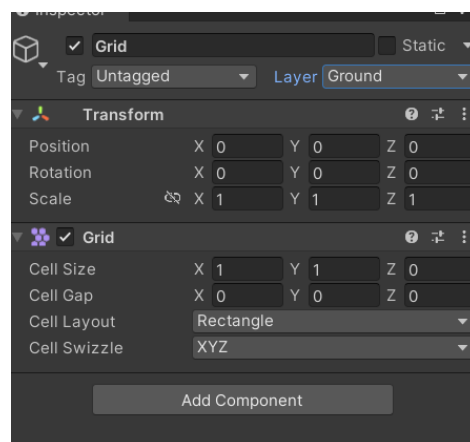 Inspector
Grid Static
Tag Untagged Layer Ground
Transform
Position X 0 Y 0 Z 0
Rotation X 0 Y 0 Z 0
Scale X 1 Y 1 Z 1
Grid
Cell Size X 1 Y 1 Z 0
Cell Gap X 0 Y 0 Z 0
Cell Layout Rectangle
Cell Swizzle XYZ
Add Component